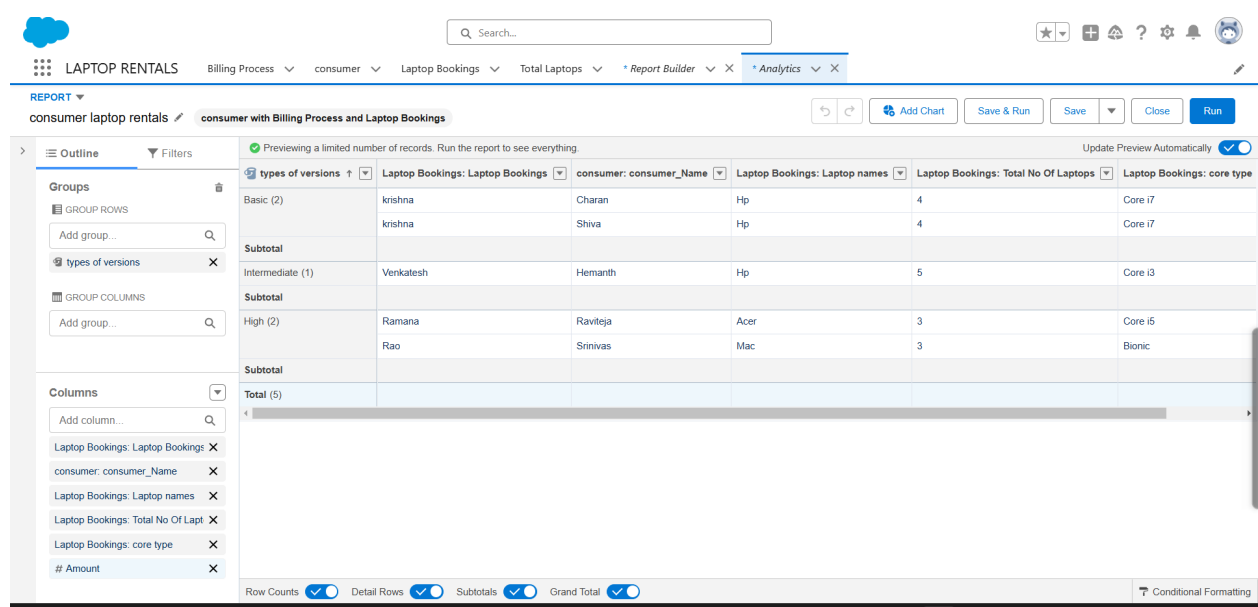 Search...
LAPTOP RENTALS Billing Process consumer Laptop Bookings Total Laptops * Report Builder * Analytics
REPORT
consumer laptop rentals consumer with Billing Process and Laptop Bookings Add Chart Save & Run Save Close Run
Outline Filters
Previewing a limited number of records. Run the report to see everything. Update Preview Automatically
Groups
GROUP ROWS
Add group...
types of versions
GROUP COLUMNS
Add group...
Columns
Add column...
Laptop Bookings: Laptop Bookings
consumer: consumer_Name
Laptop Bookings: Laptop names
Laptop Bookings: Total No Of Lapt
Laptop Bookings: core type
# Amount
types of versions ↑ Laptop Bookings: Laptop Bookings consumer: consumer_Name Laptop Bookings: Laptop names Laptop Bookings: Total No Of Laptops Laptop Bookings: core type
Basic (2) krishna Charan Hp 4 Core i7
krishna Shiva Hp 4 Core i7
Subtotal
Intermediate (1) Venkatesh Hemanth Hp 5 Core i3
Subtotal
High (2) Ramana Raviteja Acer 3 Core i5
Rao Srinivas Mac 3 Bionic
Subtotal
Total (5)
Row Counts Detail Rows Subtotals Grand Total Conditional Formatting